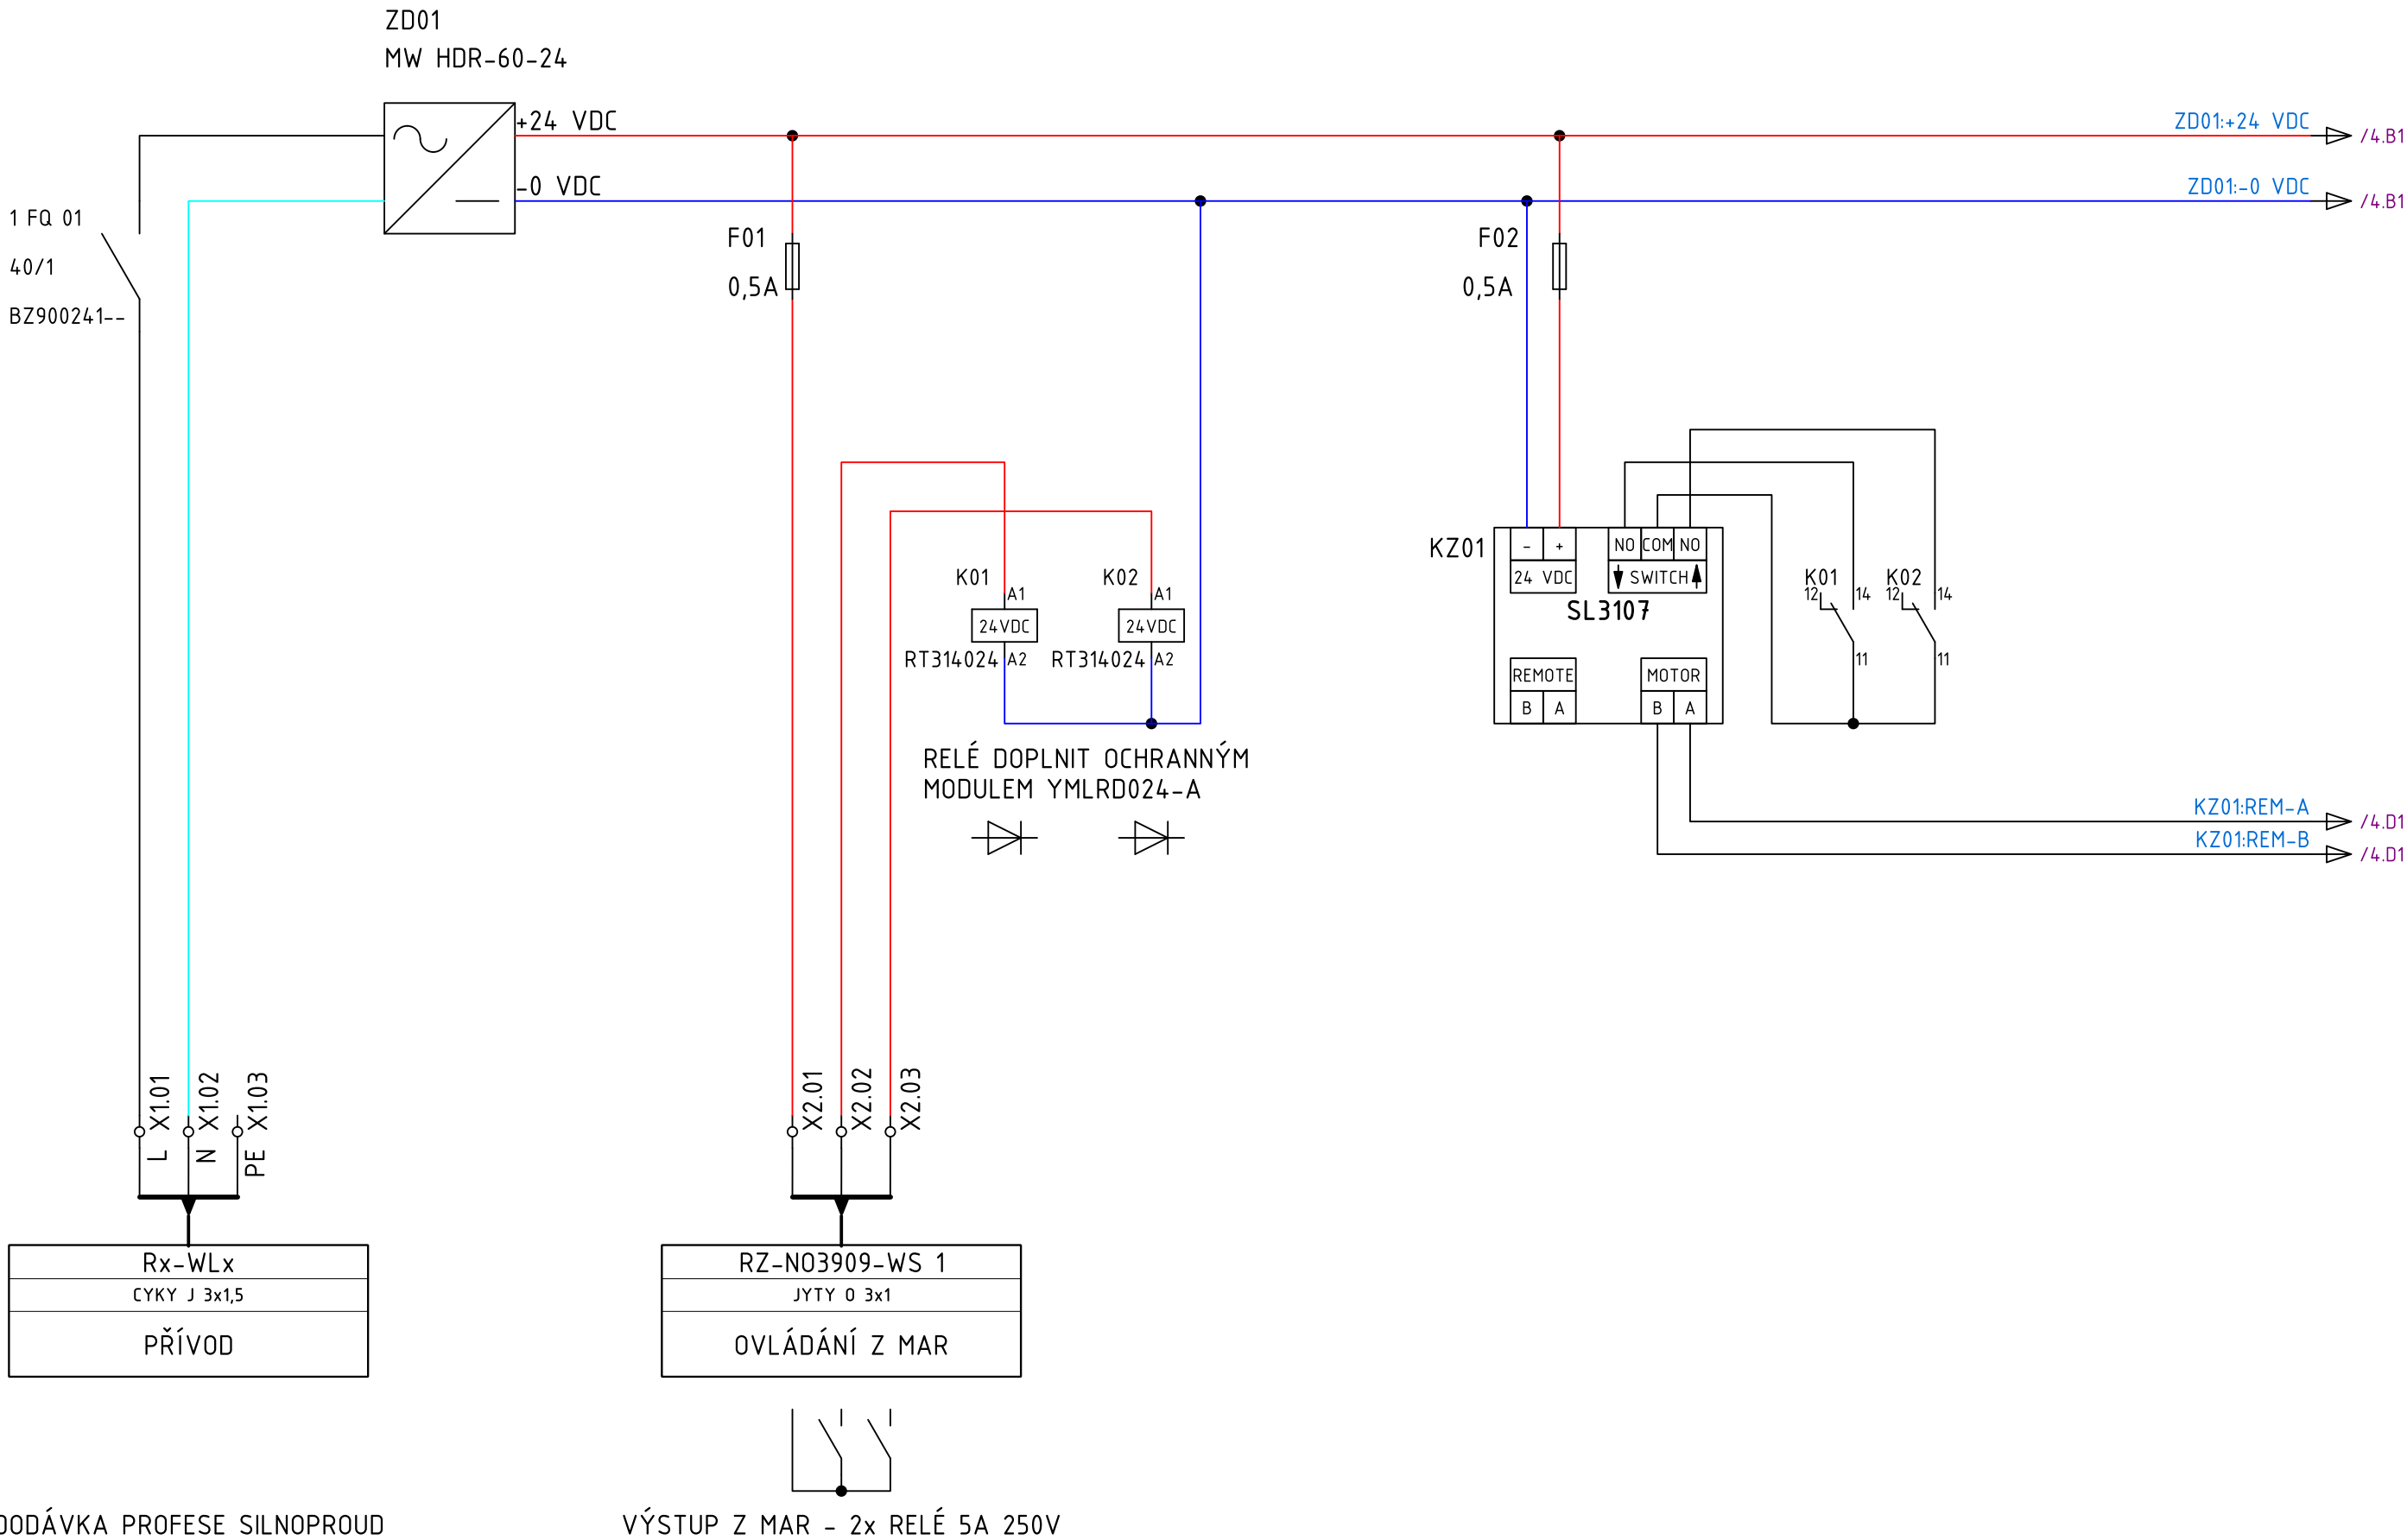 ZD01
MW HDR-60-24
+24 VDC
-0 VDC
ZD01:+24 VDC
/4.B1
ZD01:-0 VDC
/4.B1
1 FQ 01
40/1
BZ900241--
F01
0,5A
F02
0,5A
KZ01
- +
24 VDC
NO COM NO
SWITCH
SL3107
REMOTE
B A
MOTOR
B A
K01
A1
24VDC
RT314024
A2
K02
A1
24VDC
RT314024
A2
K01
12
14
11
K02
12
14
11
RELÉ DOPLNIT OCHRANNÝM
MODULEM YMLRD024-A
KZ01:REM-A
/4.D1
KZ01:REM-B
/4.D1
L X1.01
N X1.02
PE X1.03
X2.01
X2.02
X2.03
Rx-WLx
CYKY J 3x1,5
PŘÍVOD
RZ-NO3909-WS 1
JYTY O 3x1
OVLÁDÁNÍ Z MAR
DODÁVKA PROFESE SILNOPROUD
VÝSTUP Z MAR - 2x RELÉ 5A 250V